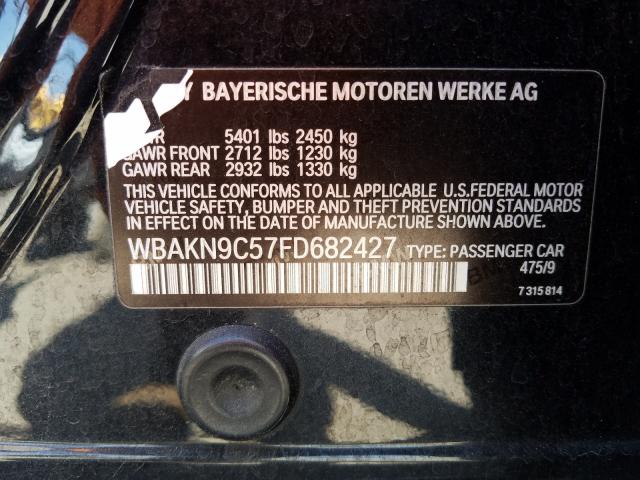 Y BAYERISCHE MOTOREN WERKE AG
5401 lbs 2450 kg
GAWR FRONT 2712 lbs 1230 kg
GAWR REAR 2932 lbs 1330 kg
THIS VEHICLE CONFORMS TO ALL APPLICABLE U.S.FEDERAL MOTOR
VEHICLE SAFETY, BUMPER AND THEFT PREVENTION STANDARDS
IN EFFECT ON THE DATE OF MANUFACTURE SHOWN ABOVE.
WBAKN9C57FD682427 TYPE: PASSENGER CAR
475/9
7 315 814